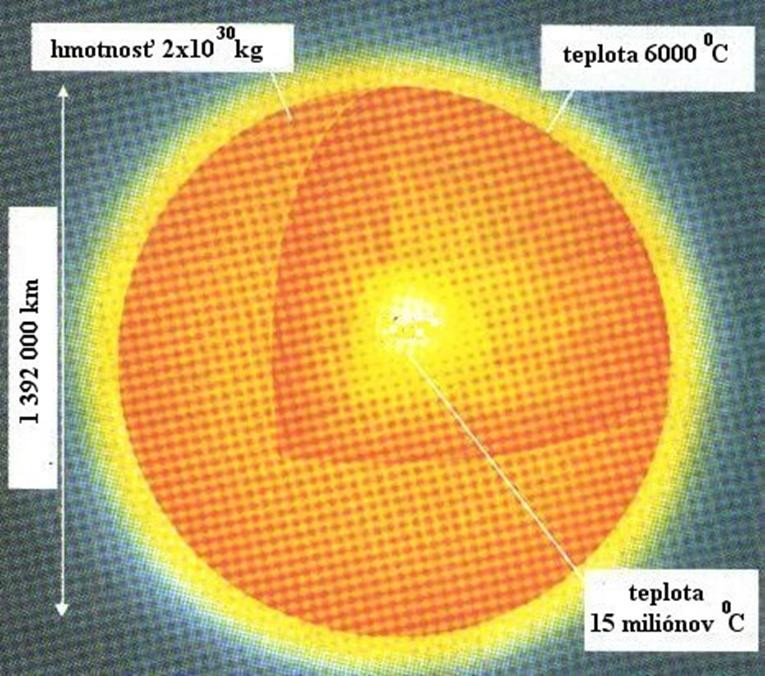 hmotnosť 2x10³⁰kg
teplota 6000 ⁰C
1 392 000 km
teplota
15 miliónov ⁰C